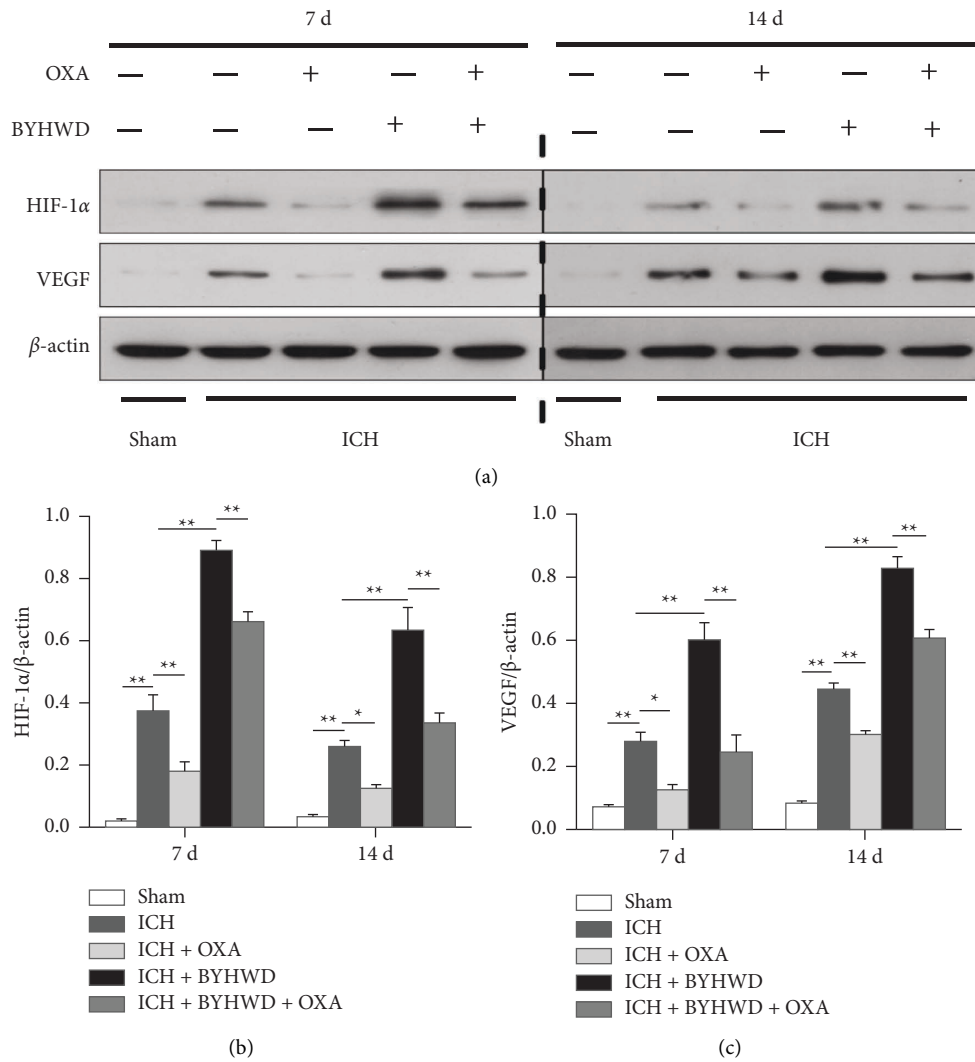 7 d 14 d
OXA — — + — + — — + — +
BYHWD — — — + + — — — + +
HIF-1α
VEGF
β-actin
Sham ICH Sham ICH
(a)
HIF-1α/β-actin
1.0
0.8
0.6
0.4
0.2
0.0
** ** ** ** ** * ** **
7 d 14 d
Sham
ICH
ICH + OXA
ICH + BYHWD
ICH + BYHWD + OXA
(b)
VEGF/β-actin
1.0
0.8
0.6
0.4
0.2
0.0
** * ** ** ** ** ** **
7 d 14 d
Sham
ICH
ICH + OXA
ICH + BYHWD
ICH + BYHWD + OXA
(c)